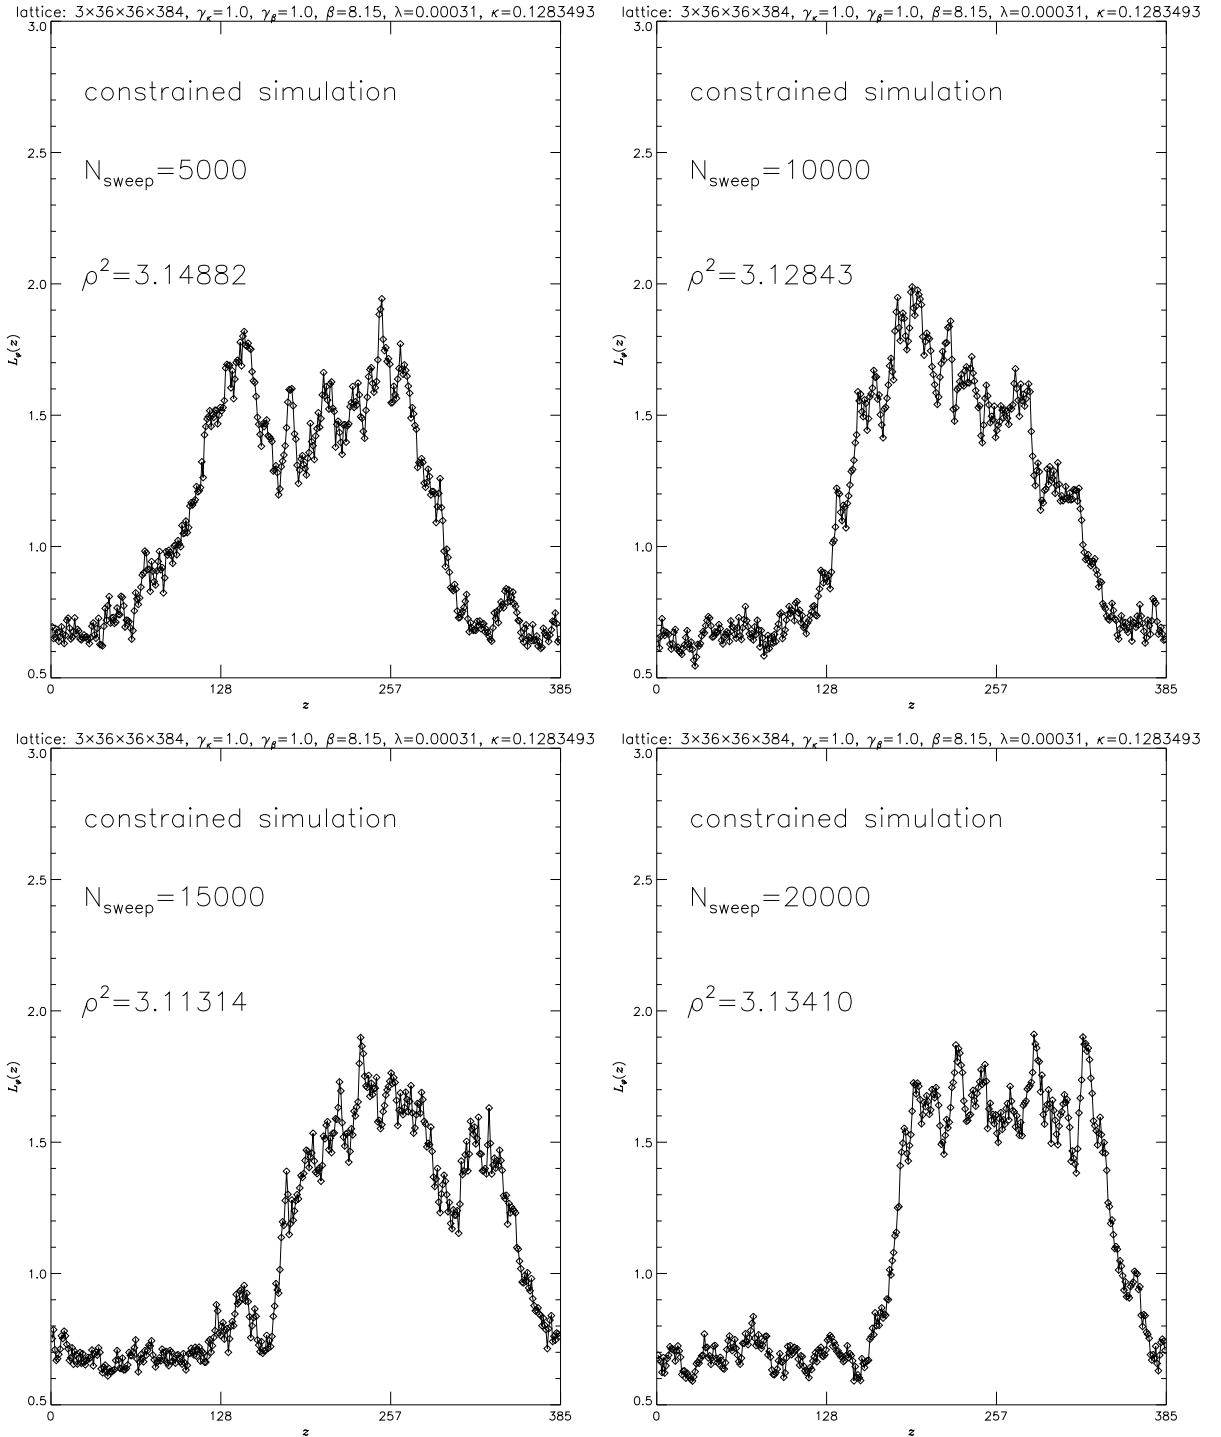 lattice: 3×36×36×384, γκ=1.0, γβ=1.0, β=8.15, λ=0.00031, κ=0.1283493
3.0
constrained simulation
2.5
Nsweep=5000
ρ²=3.14882
2.0
Lφ(z)
1.5
1.0
0.5
0 128 257 385
z
lattice: 3×36×36×384, γκ=1.0, γβ=1.0, β=8.15, λ=0.00031, κ=0.1283493
3.0
constrained simulation
2.5
Nsweep=10000
ρ²=3.12843
2.0
Lφ(z)
1.5
1.0
0.5
0 128 257 385
z
lattice: 3×36×36×384, γκ=1.0, γβ=1.0, β=8.15, λ=0.00031, κ=0.1283493
3.0
constrained simulation
2.5
Nsweep=15000
ρ²=3.11314
2.0
Lφ(z)
1.5
1.0
0.5
0 128 257 385
z
lattice: 3×36×36×384, γκ=1.0, γβ=1.0, β=8.15, λ=0.00031, κ=0.1283493
3.0
constrained simulation
2.5
Nsweep=20000
ρ²=3.13410
2.0
Lφ(z)
1.5
1.0
0.5
0 128 257 385
z